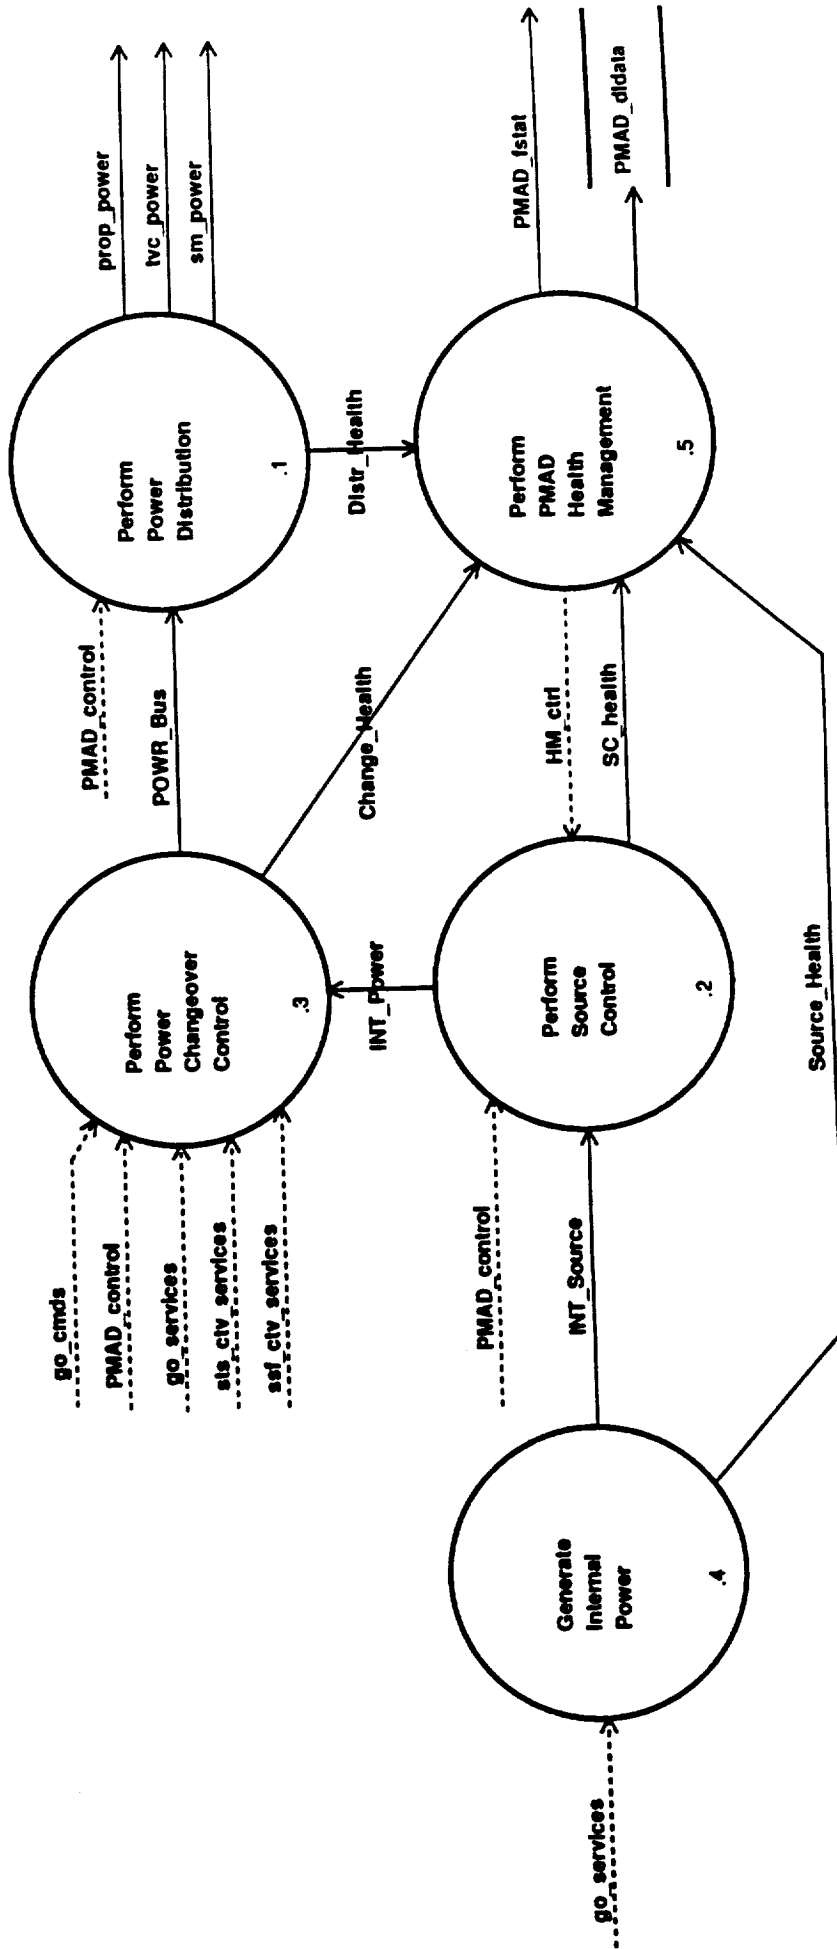 prop_power
tvc_power
sm_power
Perform
Power
Distribution
.1
PMAD_control
POWR_Bus
Distr_Health
PMAD_fstat
PMAD_dldata
Perform
PMAD
Health
Management
.5
Change_Health
HM_ctrl
SC_health
Perform
Power
Changeover
Control
.3
go_cmds
PMAD_control
go_services
sts_ctv_services
ssf_ctv_services
INT_Power
Perform
Source
Control
.2
PMAD_control
INT_Source
Source_Health
Generate
Internal
Power
.4
go_services